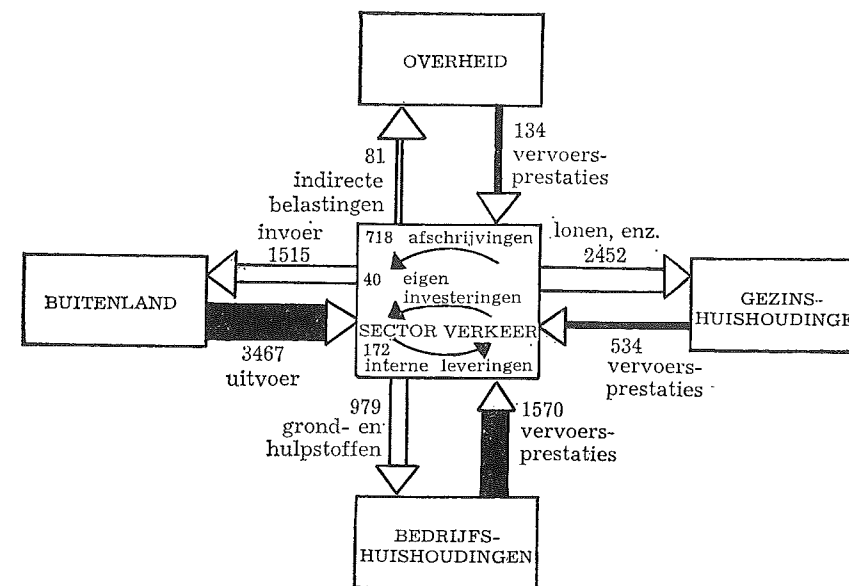 OVERHEID
81
indirecte
belastingen
134
vervoers-
prestaties
invoer
1515
718 afschrijvingen
40 eigen
investeringen
SECTOR VERKEER
172
interne leveringen
lonen, enz.
2452
BUITENLAND
GEZINS-
HUISHOUDINGE
3467
uitvoer
534
vervoers-
prestaties
979
grond- en
hulpstoffen
1570
vervoers-
prestaties
BEDRIJFS-
HUISHOUDINGEN